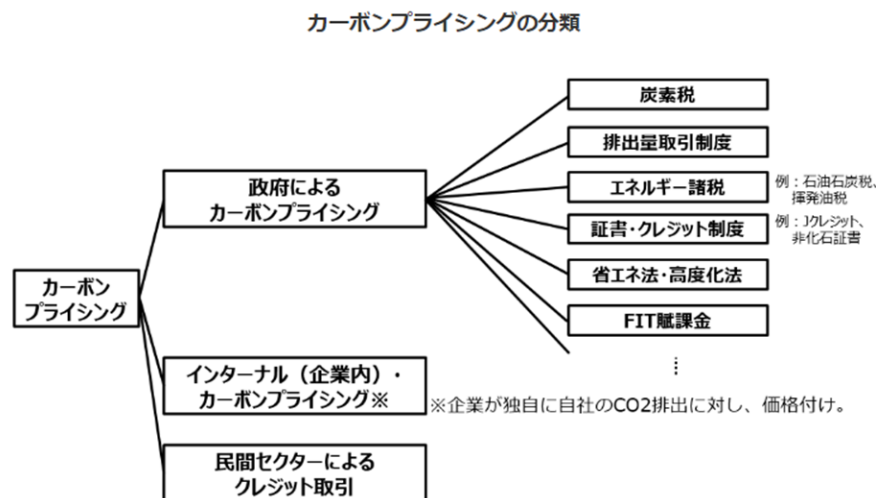 カーボンプライシングの分類
炭素税
排出量取引制度
政府による
カーボンプライシング
エネルギー諸税
例：石油石炭税、
揮発油税
証書・クレジット制度
例：Jクレジット、
非化石証書
省エネ法・高度化法
カーボン
プライシング
FIT賦課金
インターナル（企業内）・
カーボンプライシング※
※企業が独自に自社のCO2排出に対し、価格付け。
民間セクターによる
クレジット取引